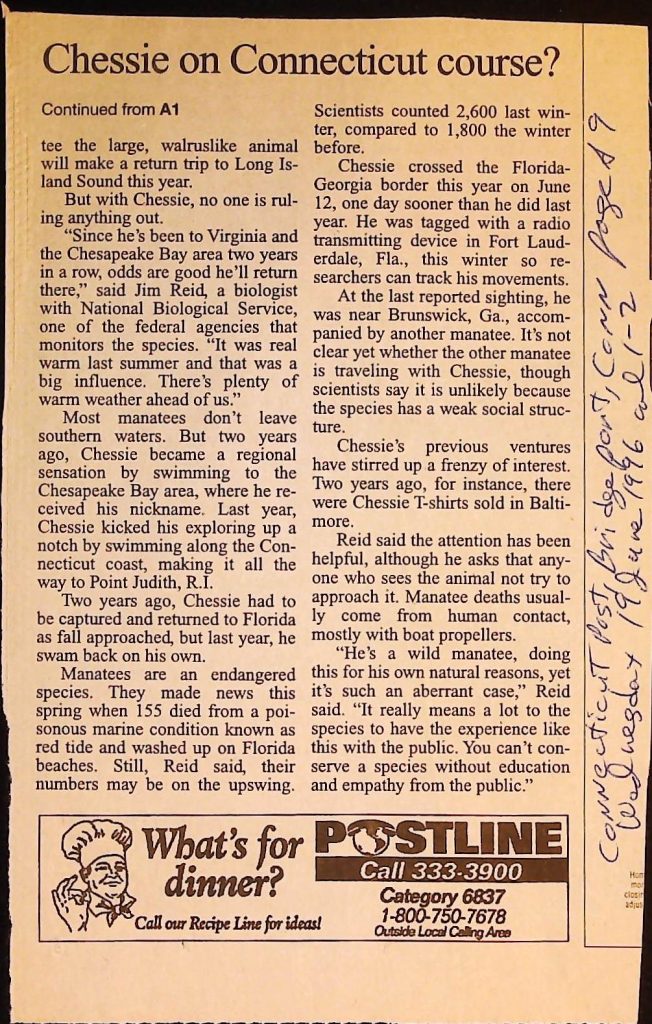 Chessie on Connecticut course?
Continued from A1
tee the large, walruslike animal
will make a return trip to Long Is-
land Sound this year.
But with Chessie, no one is rul-
ing anything out.
“Since he’s been to Virginia and
the Chesapeake Bay area two years
in a row, odds are good he’ll return
there,” said Jim Reid, a biologist
with National Biological Service,
one of the federal agencies that
monitors the species. “It was real
warm last summer and that was a
big influence. There’s plenty of
warm weather ahead of us.”
Most manatees don’t leave
southern waters. But two years
ago, Chessie became a regional
sensation by swimming to the
Chesapeake Bay area, where he re-
ceived his nickname. Last year,
Chessie kicked his exploring up a
notch by swimming along the Con-
necticut coast, making it all the
way to Point Judith, R.I.
Two years ago, Chessie had to
be captured and returned to Florida
as fall approached, but last year, he
swam back on his own.
Manatees are an endangered
species. They made news this
spring when 155 died from a poi-
sonous marine condition known as
red tide and washed up on Florida
beaches. Still, Reid said, their
numbers may be on the upswing.
Scientists counted 2,600 last win-
ter, compared to 1,800 the winter
before.
Chessie crossed the Florida-
Georgia border this year on June
12, one day sooner than he did last
year. He was tagged with a radio
transmitting device in Fort Laud-
erdale, Fla., this winter so re-
searchers can track his movements.
At the last reported sighting, he
was near Brunswick, Ga., accom-
panied by another manatee. It’s not
clear yet whether the other manatee
is traveling with Chessie, though
scientists say it is unlikely because
the species has a weak social struc-
ture.
Chessie’s previous ventures
have stirred up a frenzy of interest.
Two years ago, for instance, there
were Chessie T-shirts sold in Balti-
more.
Reid said the attention has been
helpful, although he asks that any-
one who sees the animal not try to
approach it. Manatee deaths usual-
ly come from human contact,
mostly with boat propellers.
“He’s a wild manatee, doing
this for his own natural reasons, yet
it’s such an aberrant case,” Reid
said. “It really means a lot to the
species to have the experience like
this with the public. You can’t con-
serve a species without education
and empathy from the public.”
What’s for
dinner?
Call our Recipe Line for ideas!
POSTLINE
Call 333-3900
Category 6837
1-800-750-7678
Outside Local Calling Area
Connecticut Post, Bridgeport, Conn Page A9
Wednesday 19 June 1996 col 1-2